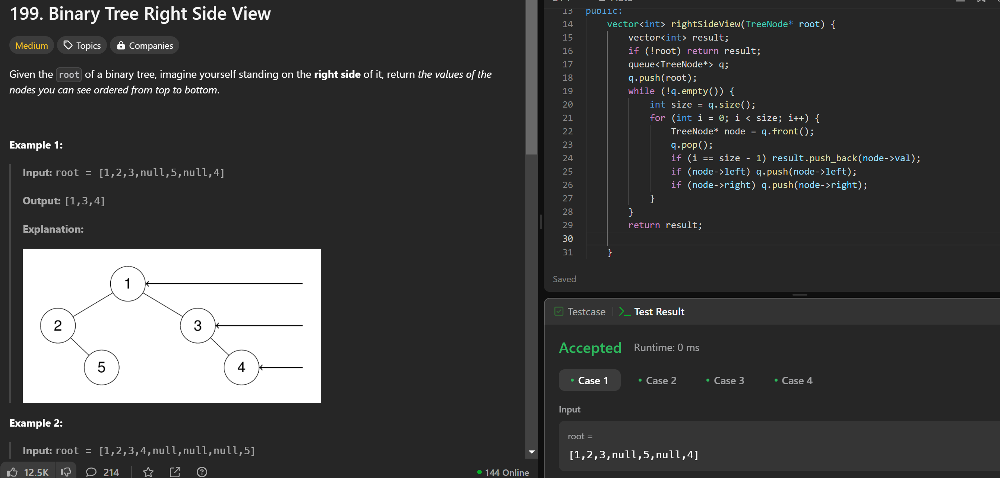 199. Binary Tree Right Side View
Medium
Topics
Companies
Given the root of a binary tree, imagine yourself standing on the right side of it, return the values of the
nodes you can see ordered from top to bottom.
Example 1:
Input: root = [1,2,3,null,5,null,4]
Output: [1,3,4]
Explanation:
1
2
3
5
4
Example 2:
Input: root = [1,2,3,4,null,null,null,5]
12.5K
214
144 Online
13 public:
14 vector<int> rightSideView(TreeNode* root) {
15 vector<int> result;
16 if (!root) return result;
17 queue<TreeNode*> q;
18 q.push(root);
19 while (!q.empty()) {
20 int size = q.size();
21 for (int i = 0; i < size; i++) {
22 TreeNode* node = q.front();
23 q.pop();
24 if (i == size - 1) result.push_back(node->val);
25 if (node->left) q.push(node->left);
26 if (node->right) q.push(node->right);
27 }
28 }
29 return result;
30
31 }
Saved
Testcase
Test Result
Accepted Runtime: 0 ms
Case 1
Case 2
Case 3
Case 4
Input
root =
[1,2,3,null,5,null,4]